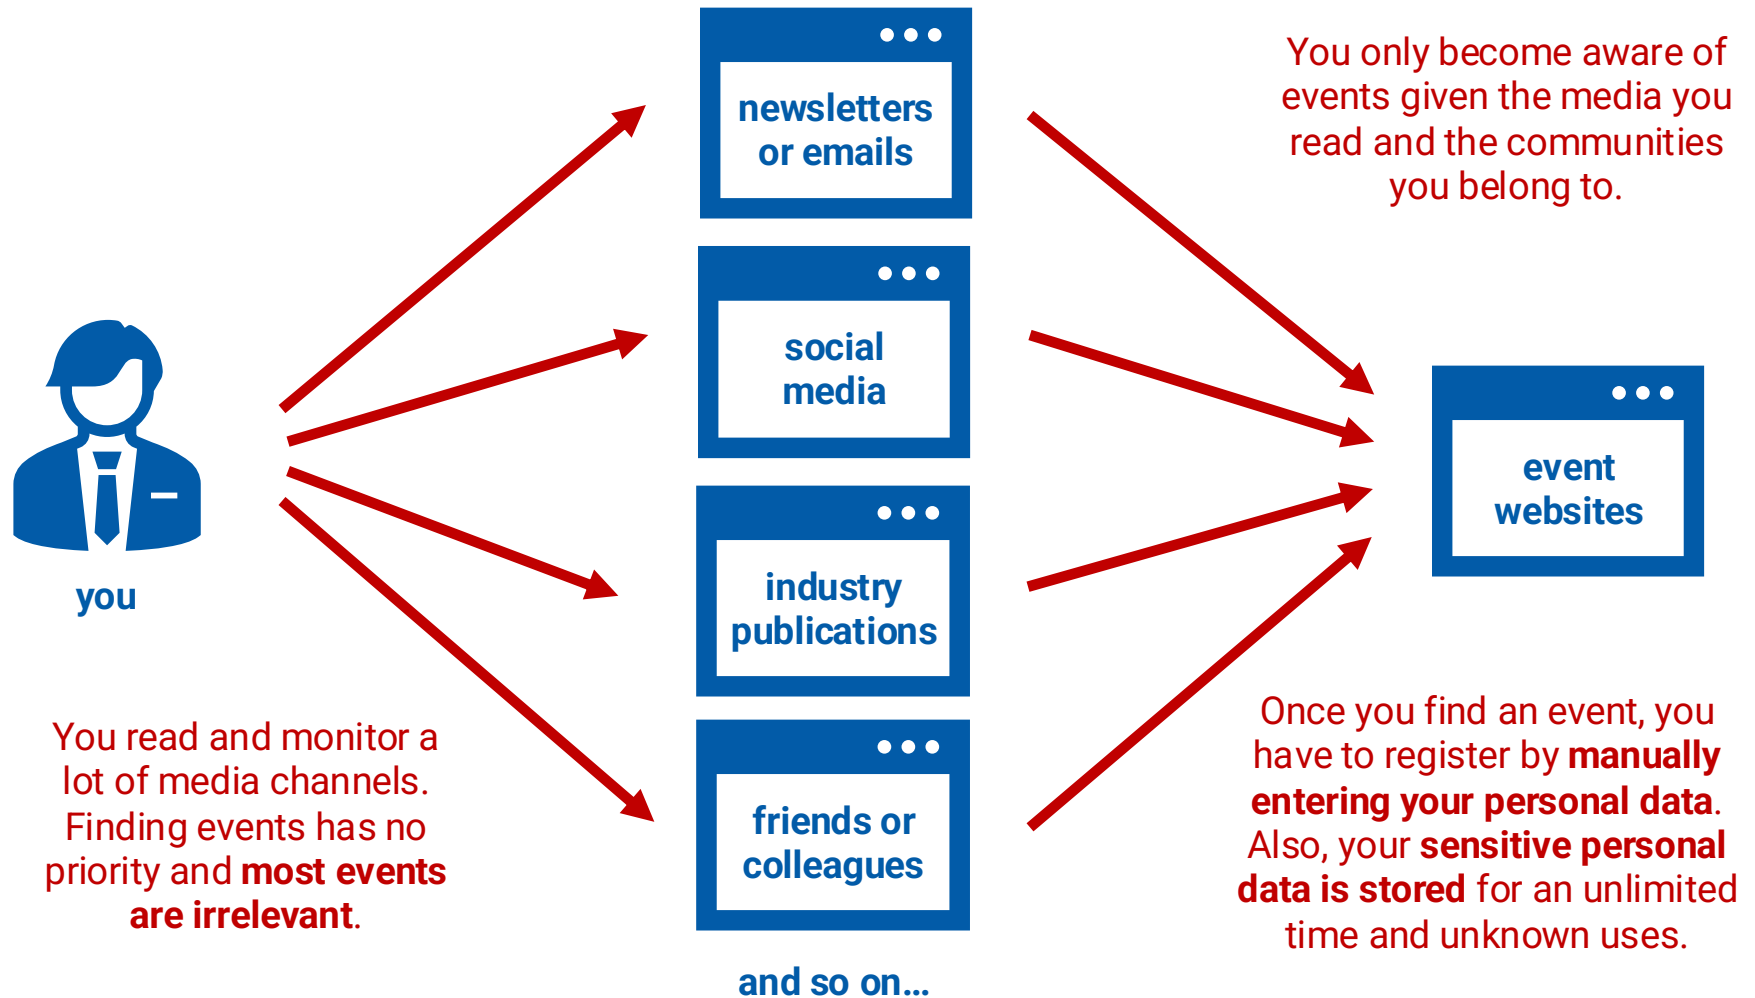 newsletters
or emails
social
media
industry
publications
friends or
colleagues
and so on...
you
You read and monitor a
lot of media channels.
Finding events has no
priority and most events
are irrelevant.
You only become aware of
events given the media you
read and the communities
you belong to.
event
websites
Once you find an event, you
have to register by manually
entering your personal data.
Also, your sensitive personal
data is stored for an unlimited
time and unknown uses.